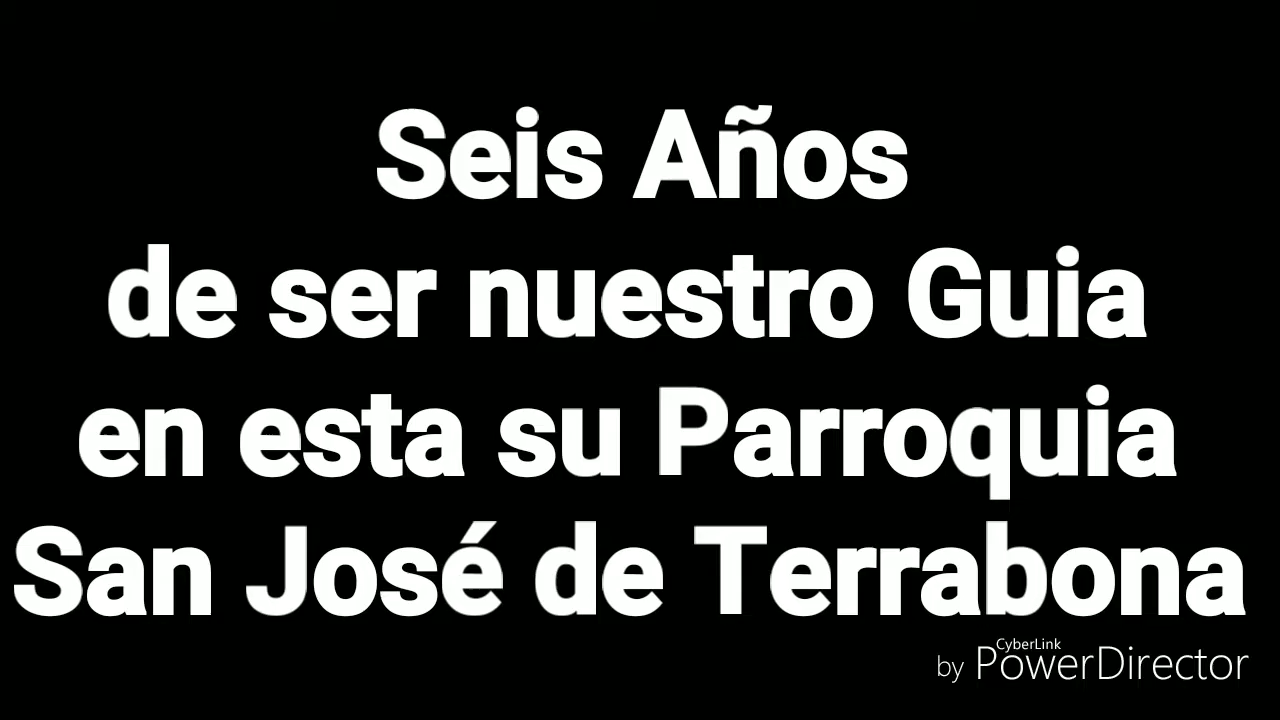 Seis Años
de ser nuestro Guia
en esta su Parroquia
San José de Terrabona
CyberLink
by PowerDirector